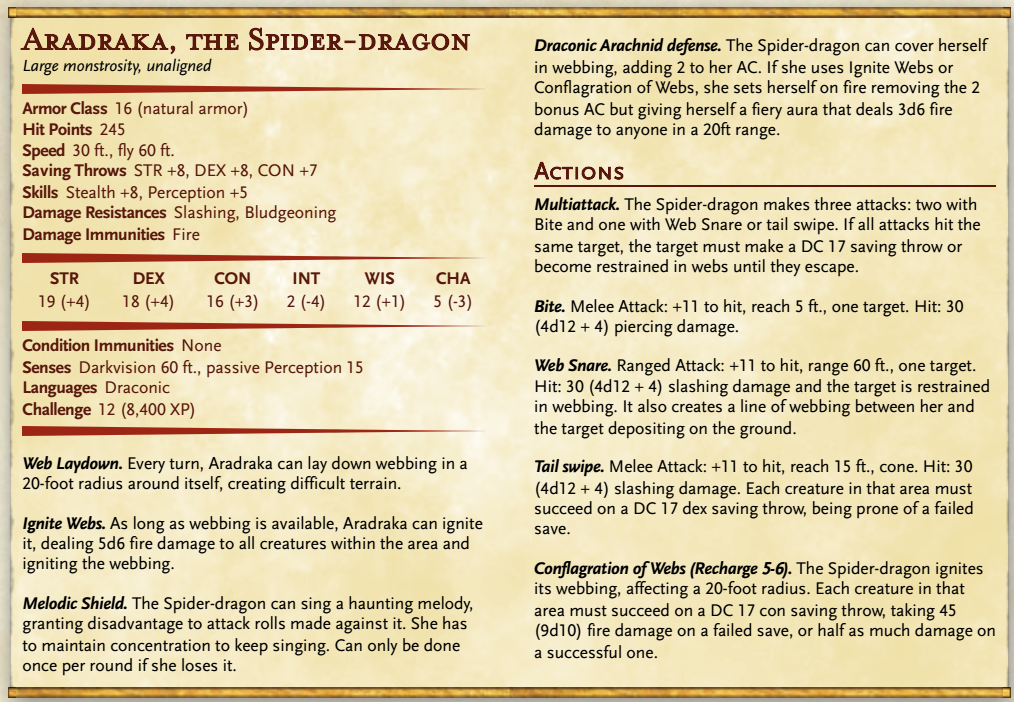 Aradraka, the Spider-dragon
Large monstrosity, unaligned
Armor Class 16 (natural armor)
Hit Points 245
Speed 30 ft., fly 60 ft.
Saving Throws STR +8, DEX +8, CON +7
Skills Stealth +8, Perception +5
Damage Resistances Slashing, Bludgeoning
Damage Immunities Fire
STR DEX CON INT WIS CHA
19 (+4) 18 (+4) 16 (+3) 2 (-4) 12 (+1) 5 (-3)
Condition Immunities None
Senses Darkvision 60 ft., passive Perception 15
Languages Draconic
Challenge 12 (8,400 XP)
Web Laydown. Every turn, Aradraka can lay down webbing in a
20-foot radius around itself, creating difficult terrain.
Ignite Webs. As long as webbing is available, Aradraka can ignite
it, dealing 5d6 fire damage to all creatures within the area and
igniting the webbing.
Melodic Shield. The Spider-dragon can sing a haunting melody,
granting disadvantage to attack rolls made against it. She has
to maintain concentration to keep singing. Can only be done
once per round if she loses it.
Draconic Arachnid defense. The Spider-dragon can cover herself
in webbing, adding 2 to her AC. If she uses Ignite Webs or
Conflagration of Webs, she sets herself on fire removing the 2
bonus AC but giving herself a fiery aura that deals 3d6 fire
damage to anyone in a 20ft range.
Actions
Multiattack. The Spider-dragon makes three attacks: two with
Bite and one with Web Snare or tail swipe. If all attacks hit the
same target, the target must make a DC 17 saving throw or
become restrained in webs until they escape.
Bite. Melee Attack: +11 to hit, reach 5 ft., one target. Hit: 30
(4d12 + 4) piercing damage.
Web Snare. Ranged Attack: +11 to hit, range 60 ft., one target.
Hit: 30 (4d12 + 4) slashing damage and the target is restrained
in webbing. It also creates a line of webbing between her and
the target depositing on the ground.
Tail swipe. Melee Attack: +11 to hit, reach 15 ft., cone. Hit: 30
(4d12 + 4) slashing damage. Each creature in that area must
succeed on a DC 17 dex saving throw, being prone of a failed
save.
Conflagration of Webs (Recharge 5-6). The Spider-dragon ignites
its webbing, affecting a 20-foot radius. Each creature in that
area must succeed on a DC 17 con saving throw, taking 45
(9d10) fire damage on a failed save, or half as much damage on
a successful one.